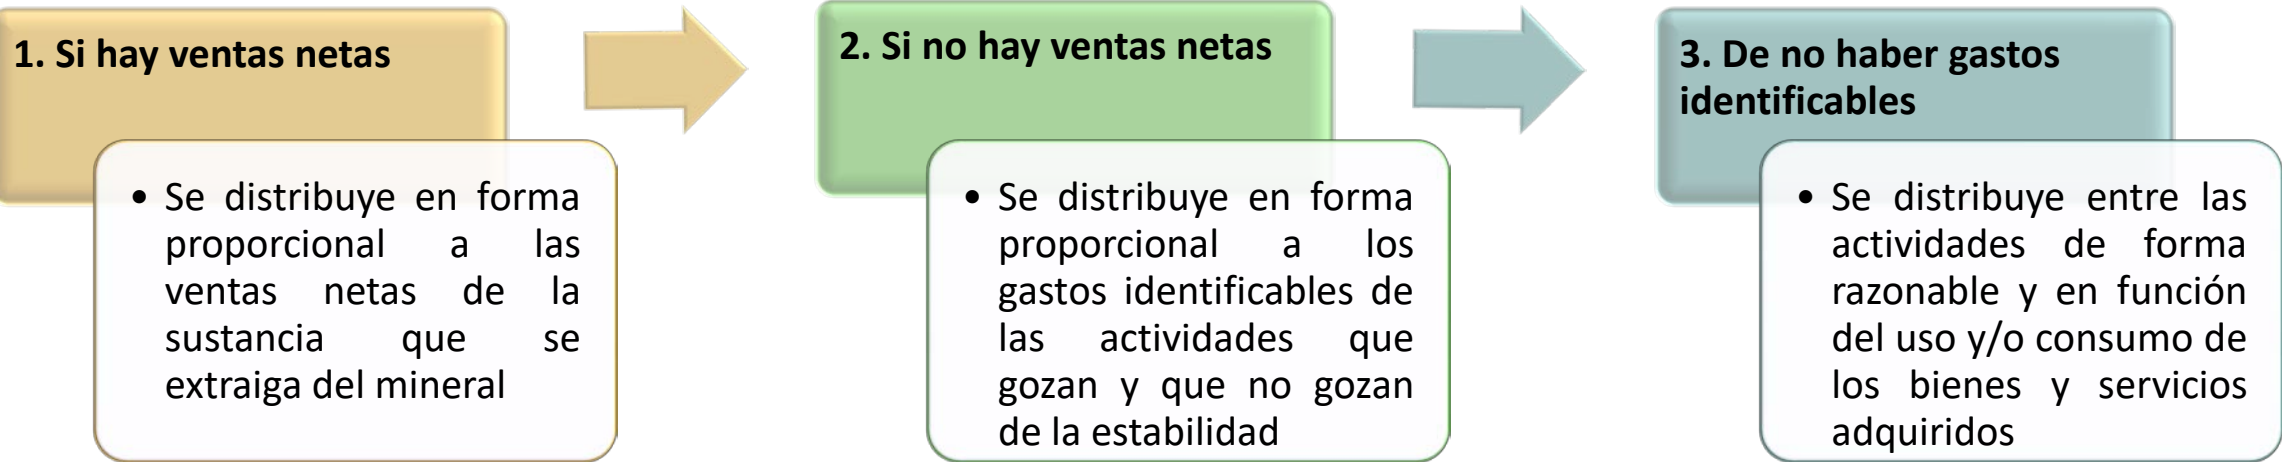 1. Si hay ventas netas
• Se distribuye en forma
proporcional a las
ventas netas de la
sustancia que se
extraiga del mineral
2. Si no hay ventas netas
• Se distribuye en forma
proporcional a los
gastos identificables de
las actividades que
gozan y que no gozan
de la estabilidad
3. De no haber gastos
identificables
• Se distribuye entre las
actividades de forma
razonable y en función
del uso y/o consumo de
los bienes y servicios
adquiridos